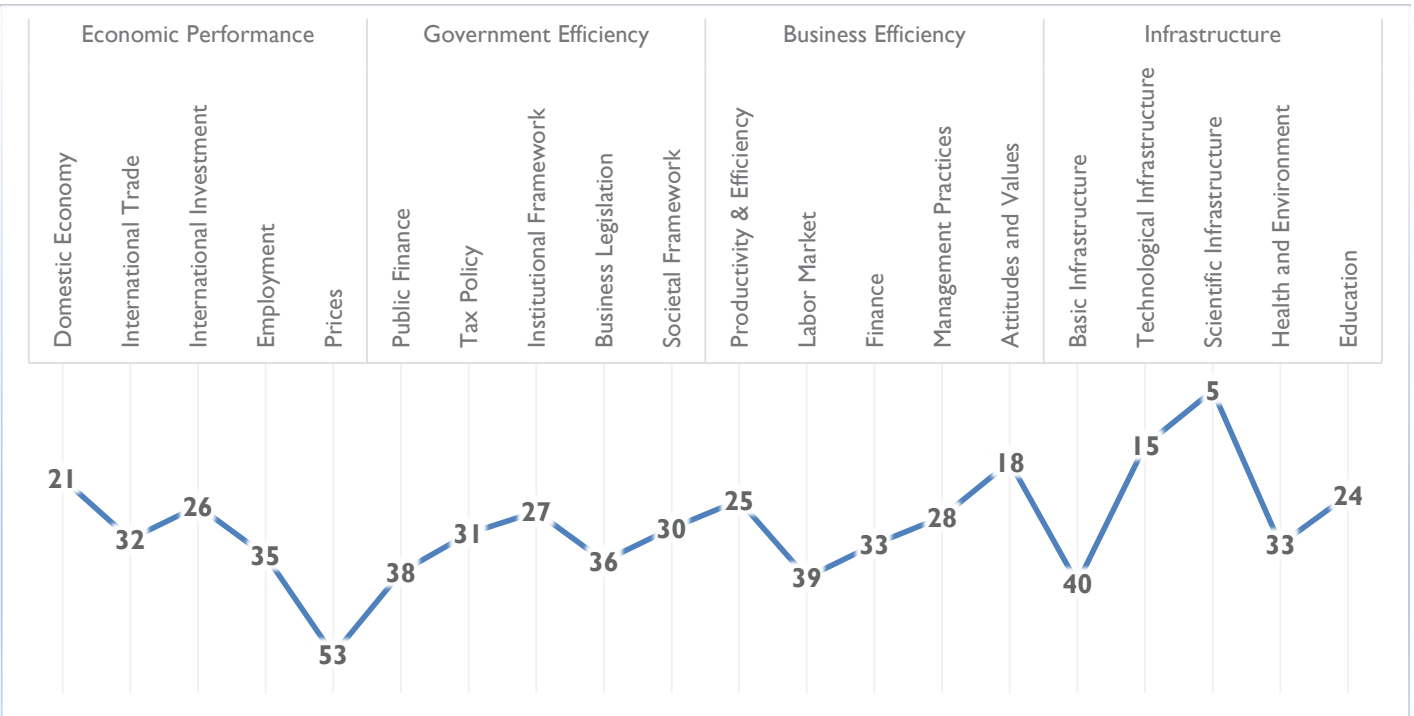 Economic Performance
Government Efficiency
Business Efficiency
Infrastructure
Domestic Economy
International Trade
International Investment
Employment
Prices
Public Finance
Tax Policy
Institutional Framework
Business Legislation
Societal Framework
Productivity & Efficiency
Labor Market
Finance
Management Practices
Attitudes and Values
Basic Infrastructure
Technological Infrastructure
Scientific Infrastructure
Health and Environment
Education
21
32
26
35
53
38
31
27
36
30
25
39
33
28
18
40
15
5
33
24